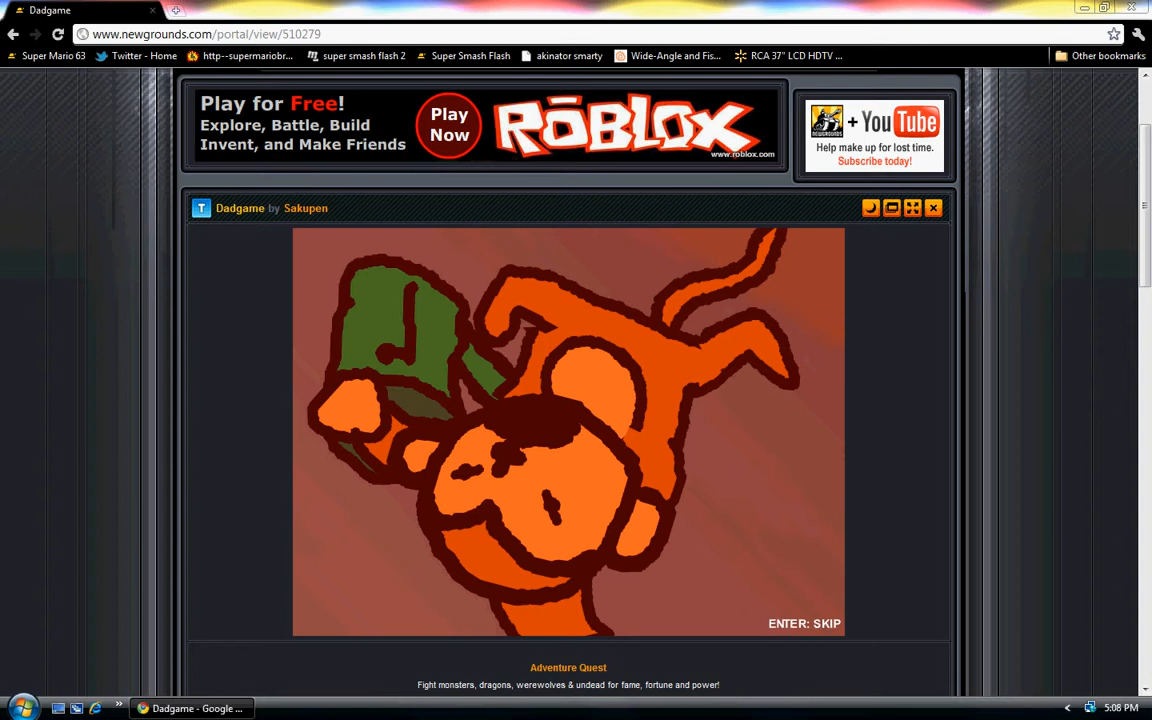 Dadgame
www.newgrounds.com/portal/view/510279
Super Mario 63
Twitter - Home
http--supermariobr...
super smash flash 2
Super Smash Flash
akinator smarty
Wide-Angle and Fis...
RCA 37" LCD HDTV ...
Other bookmarks
Play for Free!
Explore, Battle, Build
Invent, and Make Friends
Play
Now
ROBLOX
www.roblox.com
+ YouTube
Help make up for lost time.
Subscribe today!
T
Dadgame by Sakupen
ENTER: SKIP
Adventure Quest
Fight monsters, dragons, werewolves & undead for fame, fortune and power!
Dadgame - Google ...
5:08 PM